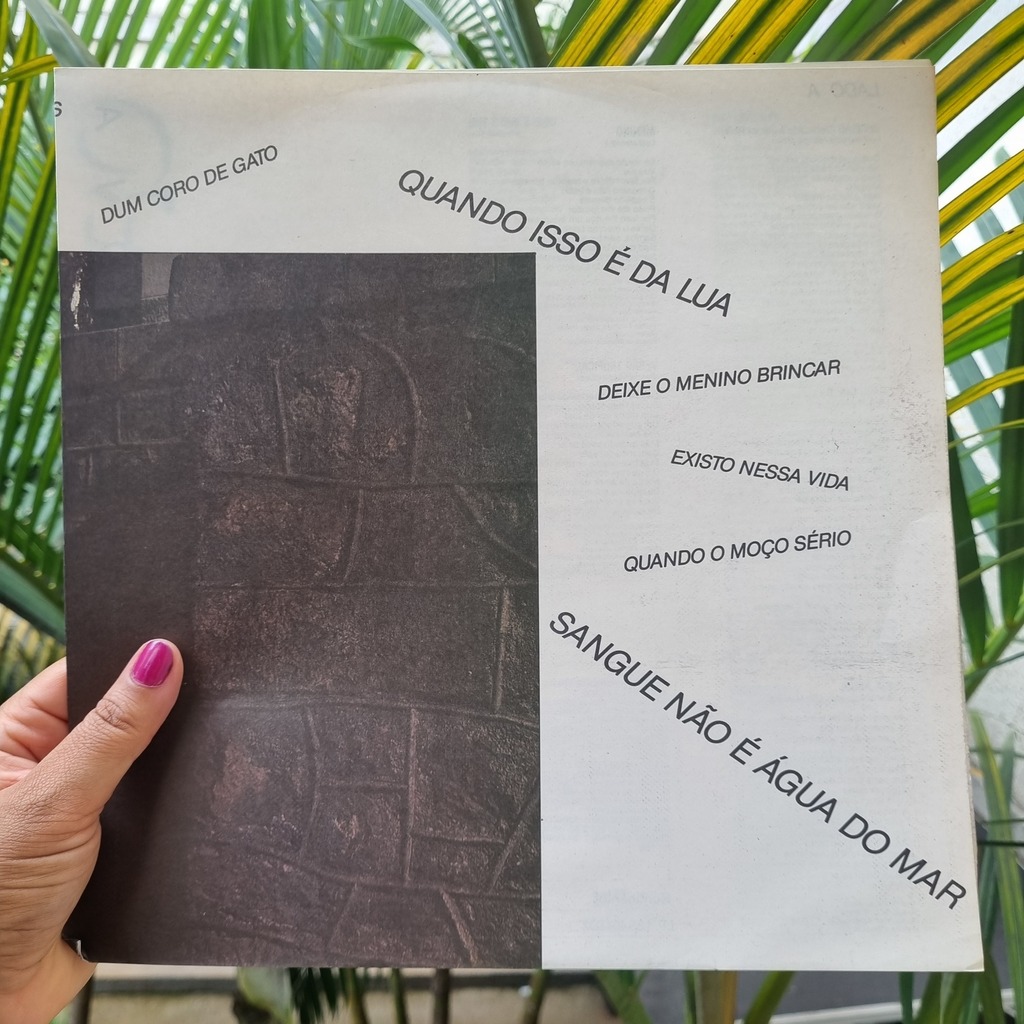 S
DUM CORO DE GATO
QUANDO ISSO É DA LUA
DEIXE O MENINO BRINCAR
EXISTO NESSA VIDA
QUANDO O MOÇO SÉRIO
SANGUE NÃO É ÁGUA DO MAR
LADO A